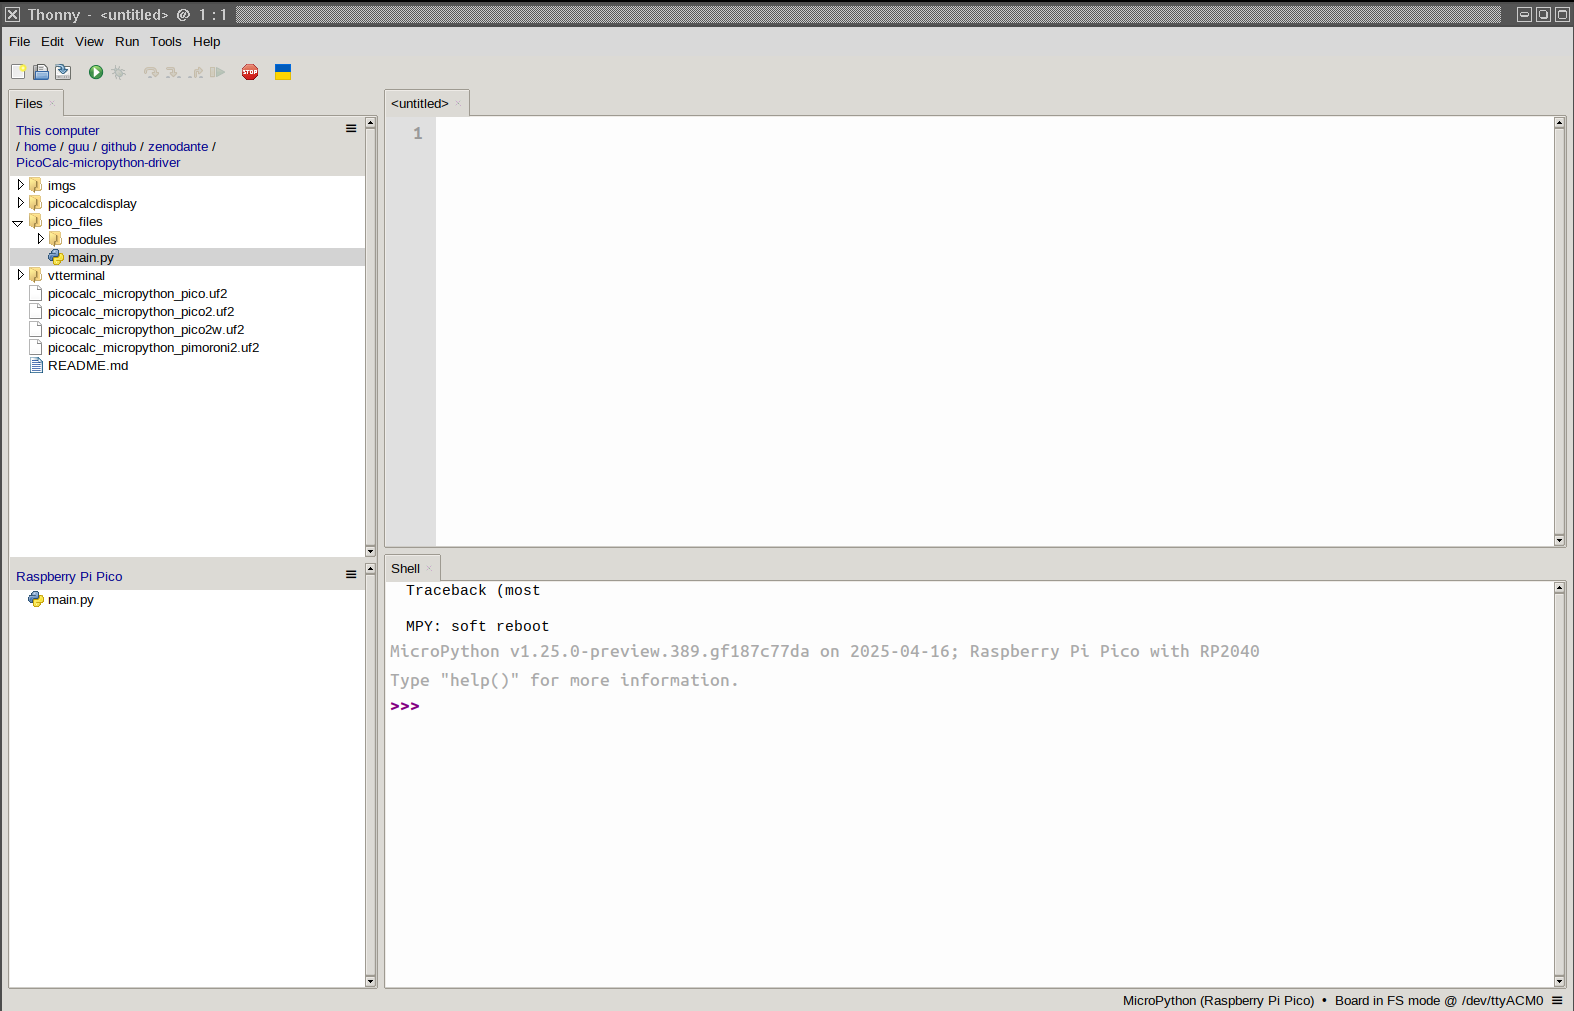 Thonny - <untitled> @ 1 : 1
File Edit View Run Tools Help
STOP
Files
This computer
/ home / guu / github / zenodante /
PicoCalc-micropython-driver
imgs
picocalcdisplay
pico_files
modules
main.py
vtterminal
picocalc_micropython_pico.uf2
picocalc_micropython_pico2.uf2
picocalc_micropython_pico2w.uf2
picocalc_micropython_pimoroni2.uf2
README.md
Raspberry Pi Pico
main.py
<untitled>
1
Shell
Traceback (most
MPY: soft reboot
MicroPython v1.25.0-preview.389.gf187c77da on 2025-04-16; Raspberry Pi Pico with RP2040
Type "help()" for more information.
>>>
MicroPython (Raspberry Pi Pico) • Board in FS mode @ /dev/ttyACM0